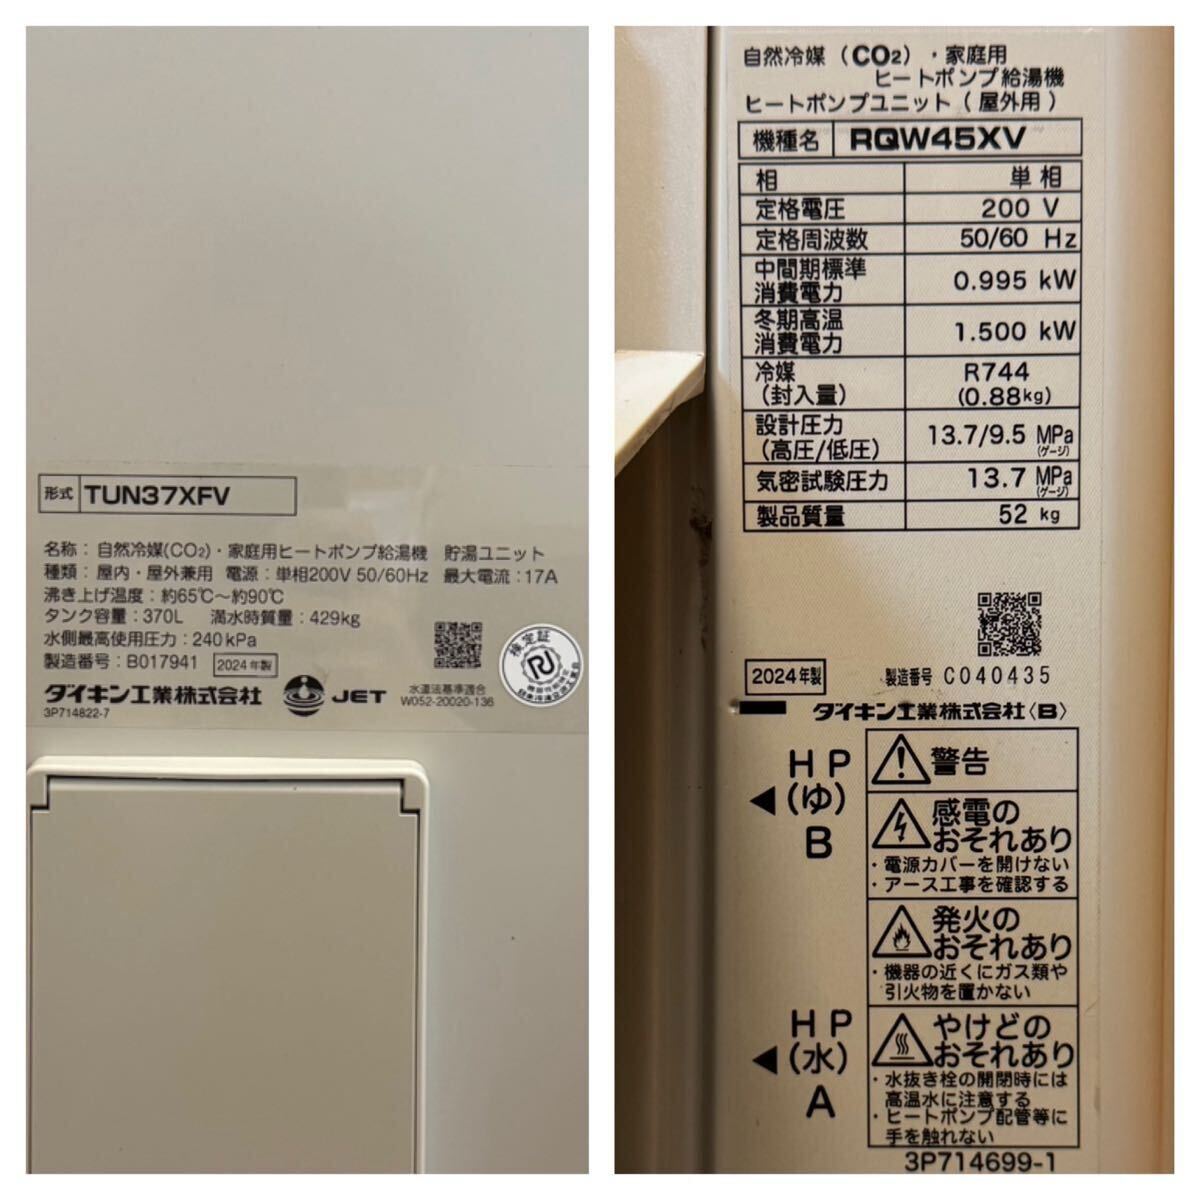 形式 TUN37XFV
名称：自然冷媒(CO₂)・家庭用ヒートポンプ給湯機 貯湯ユニット
種類：屋内・屋外兼用 電源：単相200V 50/60Hz 最大電流：17A
沸き上げ温度：約65℃～約90℃
タンク容量：370L 満水時質量：429kg
水側最高使用圧力：240kPa
製造番号：B017941 2024年製
ダイキン工業株式会社 JET
水道法基準適合
W052-20020-136
3P714822-7
検定証
自然冷媒（CO₂）・家庭用
ヒートポンプ給湯機
ヒートポンプユニット（屋外用）
機種名 RQW45XV
相 単相
定格電圧 200 V
定格周波数 50/60 Hz
中間期標準
消費電力 0.995 kW
冬期高温
消費電力 1.500 kW
冷媒 R744
(封入量) (0.88kg)
設計圧力
(高圧/低圧) 13.7/9.5 MPa
(ゲージ)
気密試験圧力 13.7 MPa
(ゲージ)
製品質量 52 kg
2024年製 製造番号 C040435
ダイキン工業株式会社〈B〉
HP
◀(ゆ)
B
警告
感電の
おそれあり
・電源カバーを開けない
・アース工事を確認する
発火の
おそれあり
・機器の近くにガス類や
引火物を置かない
HP
◀(水)
A
やけどの
おそれあり
・水抜き栓の開閉時には
高温水に注意する
・ヒートポンプ配管等に
手を触れない
3P714699-1